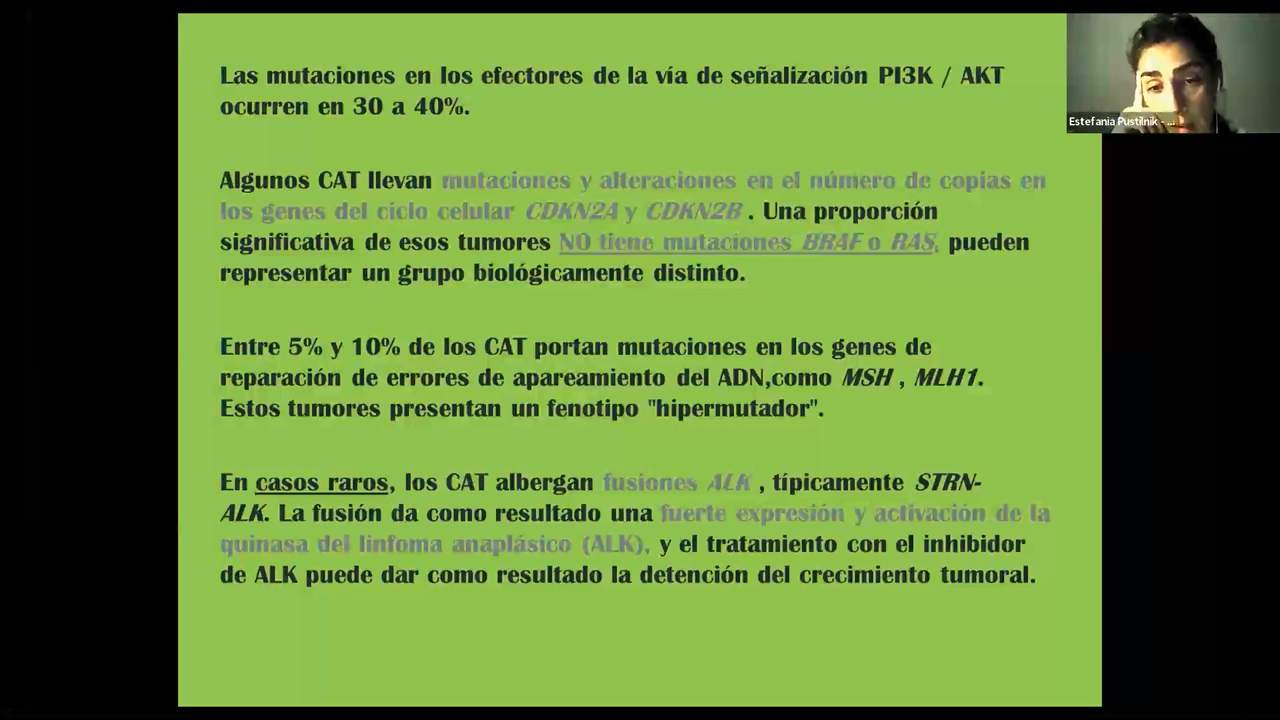 Las mutaciones en los efectores de la vía de señalización PI3K / AKT
ocurren en 30 a 40%.
Algunos CAT llevan mutaciones y alteraciones en el número de copias en
los genes del ciclo celular CDKN2A y CDKN2B . Una proporción
significativa de esos tumores NO tiene mutaciones BRAF o RAS, pueden
representar un grupo biológicamente distinto.
Entre 5% y 10% de los CAT portan mutaciones en los genes de
reparación de errores de apareamiento del ADN,como MSH , MLH1.
Estos tumores presentan un fenotipo "hipermutador".
En casos raros, los CAT albergan fusiones ALK , típicamente STRN-
ALK. La fusión da como resultado una fuerte expresión y activación de la
quinasa del linfoma anaplásico (ALK), y el tratamiento con el inhibidor
de ALK puede dar como resultado la detención del crecimiento tumoral.
Estefania Pustilnik - ...